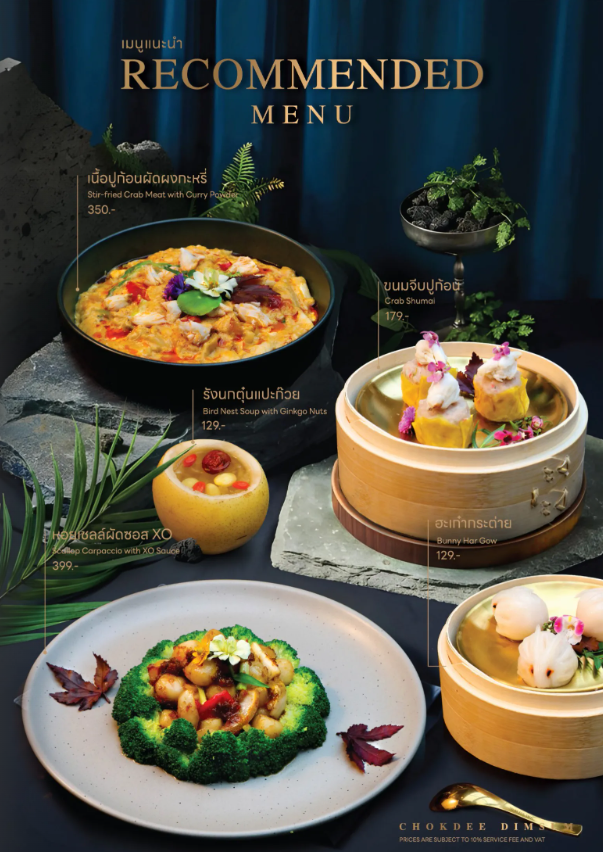 เมนูแนะนำ
RECOMMENDED
MENU
เนื้อปูก้อนผัดผงกะหรี่
Stir-fried Crab Meat with Curry Powder
350.-
ขนมจีบปูก้อน
Crab Shumai
179.-
รังนกตุ๋นแปะก๊วย
Bird Nest Soup with Ginkgo Nuts
129.-
หอยเชลล์ผัดซอส XO
Scallop Carpaccio with XO Sauce
399.-
ฮะเก๋ากระต่าย
Bunny Har Gow
129.-
CHOKDEE DIMSUM
PRICES ARE SUBJECT TO 10% SERVICE FEE AND VAT